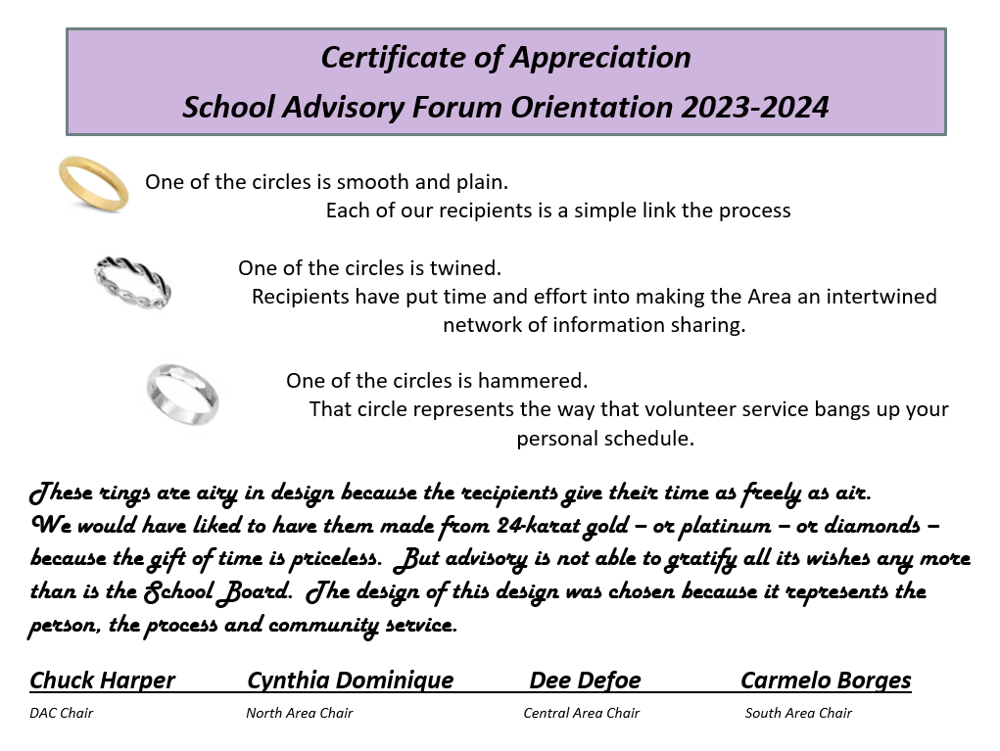 Certificate of Appreciation
School Advisory Forum Orientation 2023-2024
One of the circles is smooth and plain.
Each of our recipients is a simple link the process
One of the circles is twined.
Recipients have put time and effort into making the Area an intertwined
network of information sharing.
One of the circles is hammered.
That circle represents the way that volunteer service bangs up your
personal schedule.
These rings are airy in design because the recipients give their time as freely as air.
We would have liked to have them made from 24-karat gold – or platinum – or diamonds –
because the gift of time is priceless.  But advisory is not able to gratify all its wishes any more
than is the School Board.  The design of this design was chosen because it represents the
person, the process and community service.
Chuck Harper Cynthia Dominique Dee Defoe Carmelo Borges
DAC Chair North Area Chair Central Area Chair South Area Chair